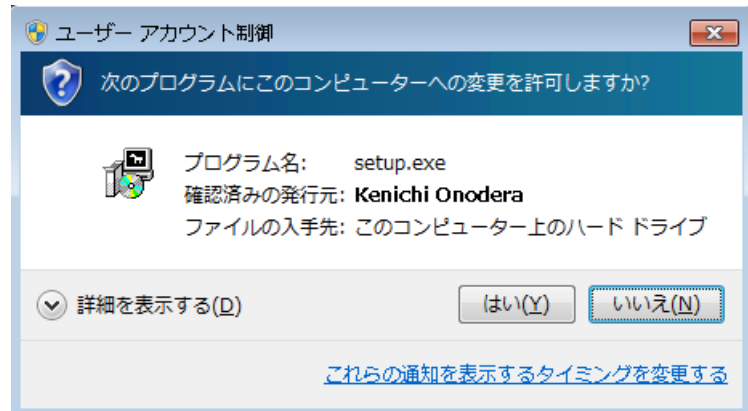 ユーザー アカウント制御
次のプログラムにこのコンピューターへの変更を許可しますか?
プログラム名: setup.exe
確認済みの発行元: Kenichi Onodera
ファイルの入手先: このコンピューター上のハード ドライブ
詳細を表示する(D)
はい(Y)
いいえ(N)
これらの通知を表示するタイミングを変更する